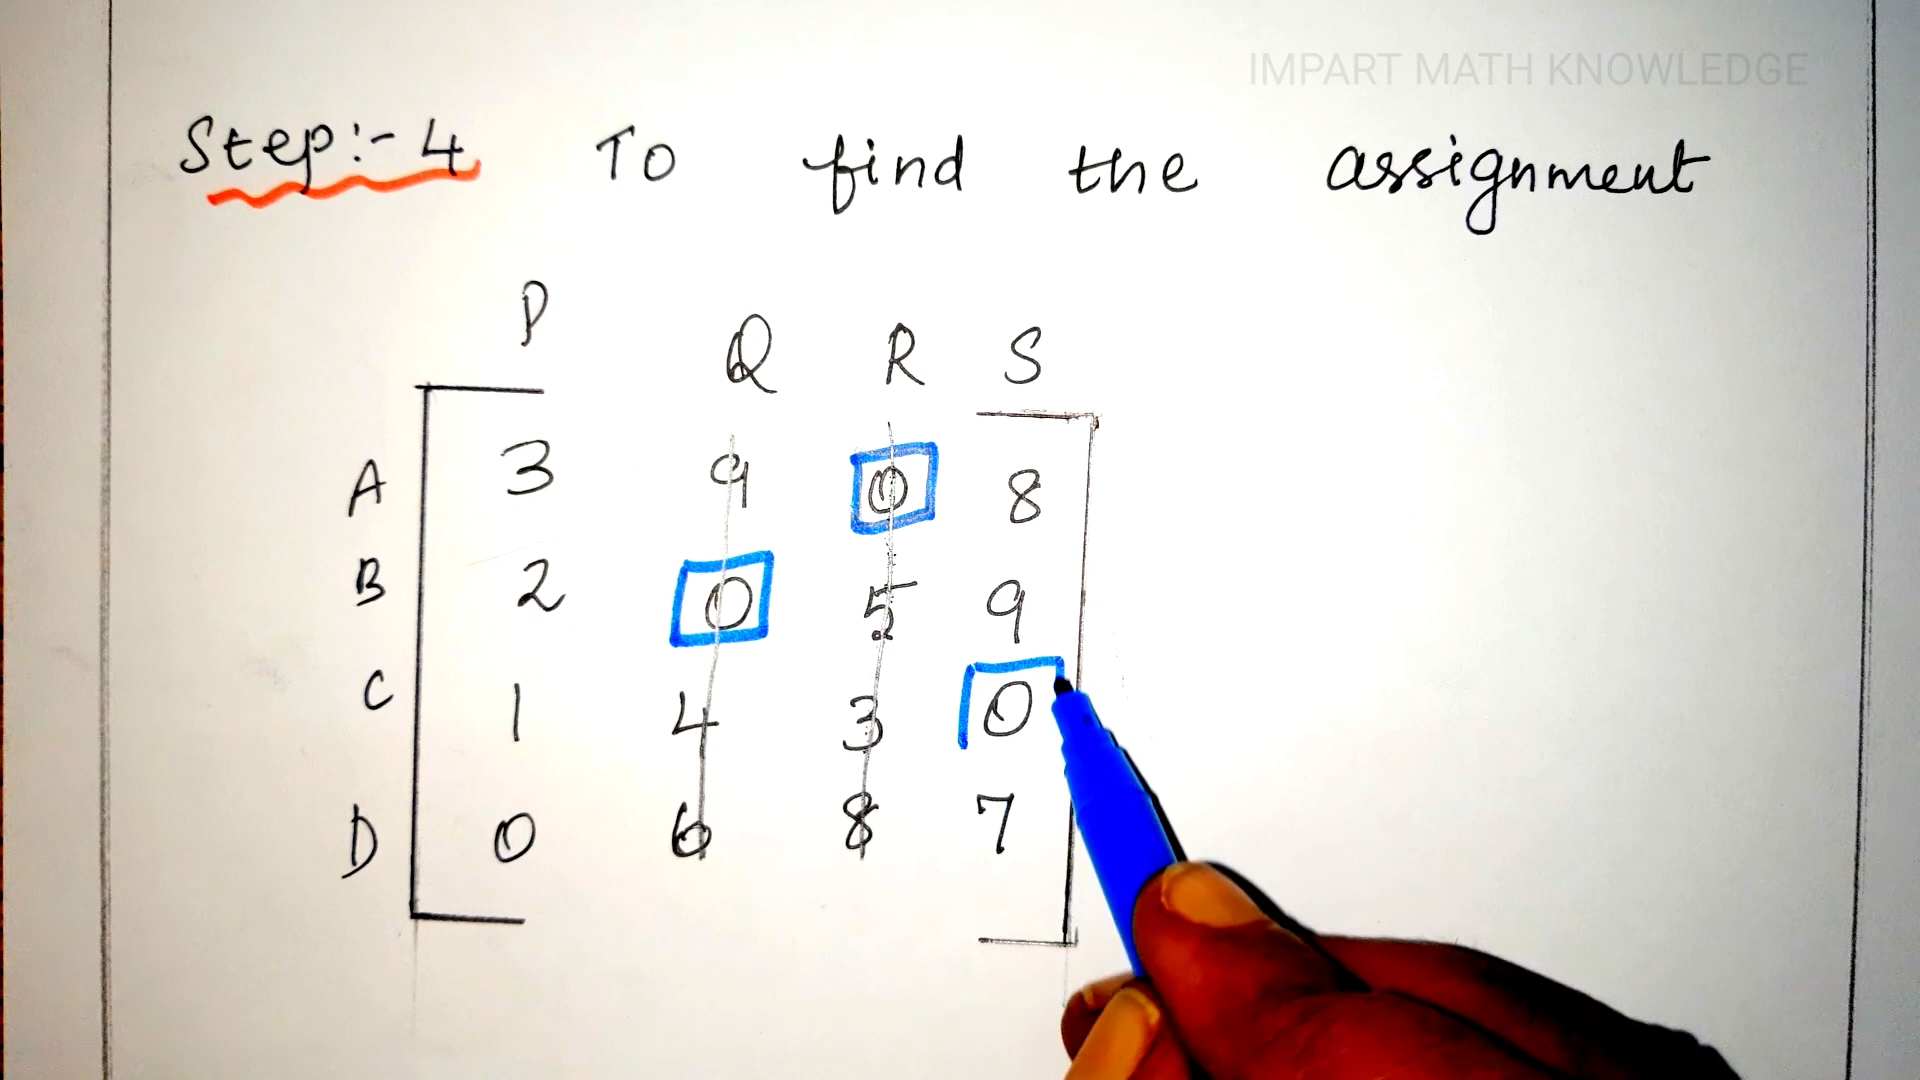 IMPART MATH KNOWLEDGE
Step:- 4 To find the assignment
P Q R S
A 3 9 0 8
B 2 0 5 9
C 1 4 3 0
D 0 6 8 7